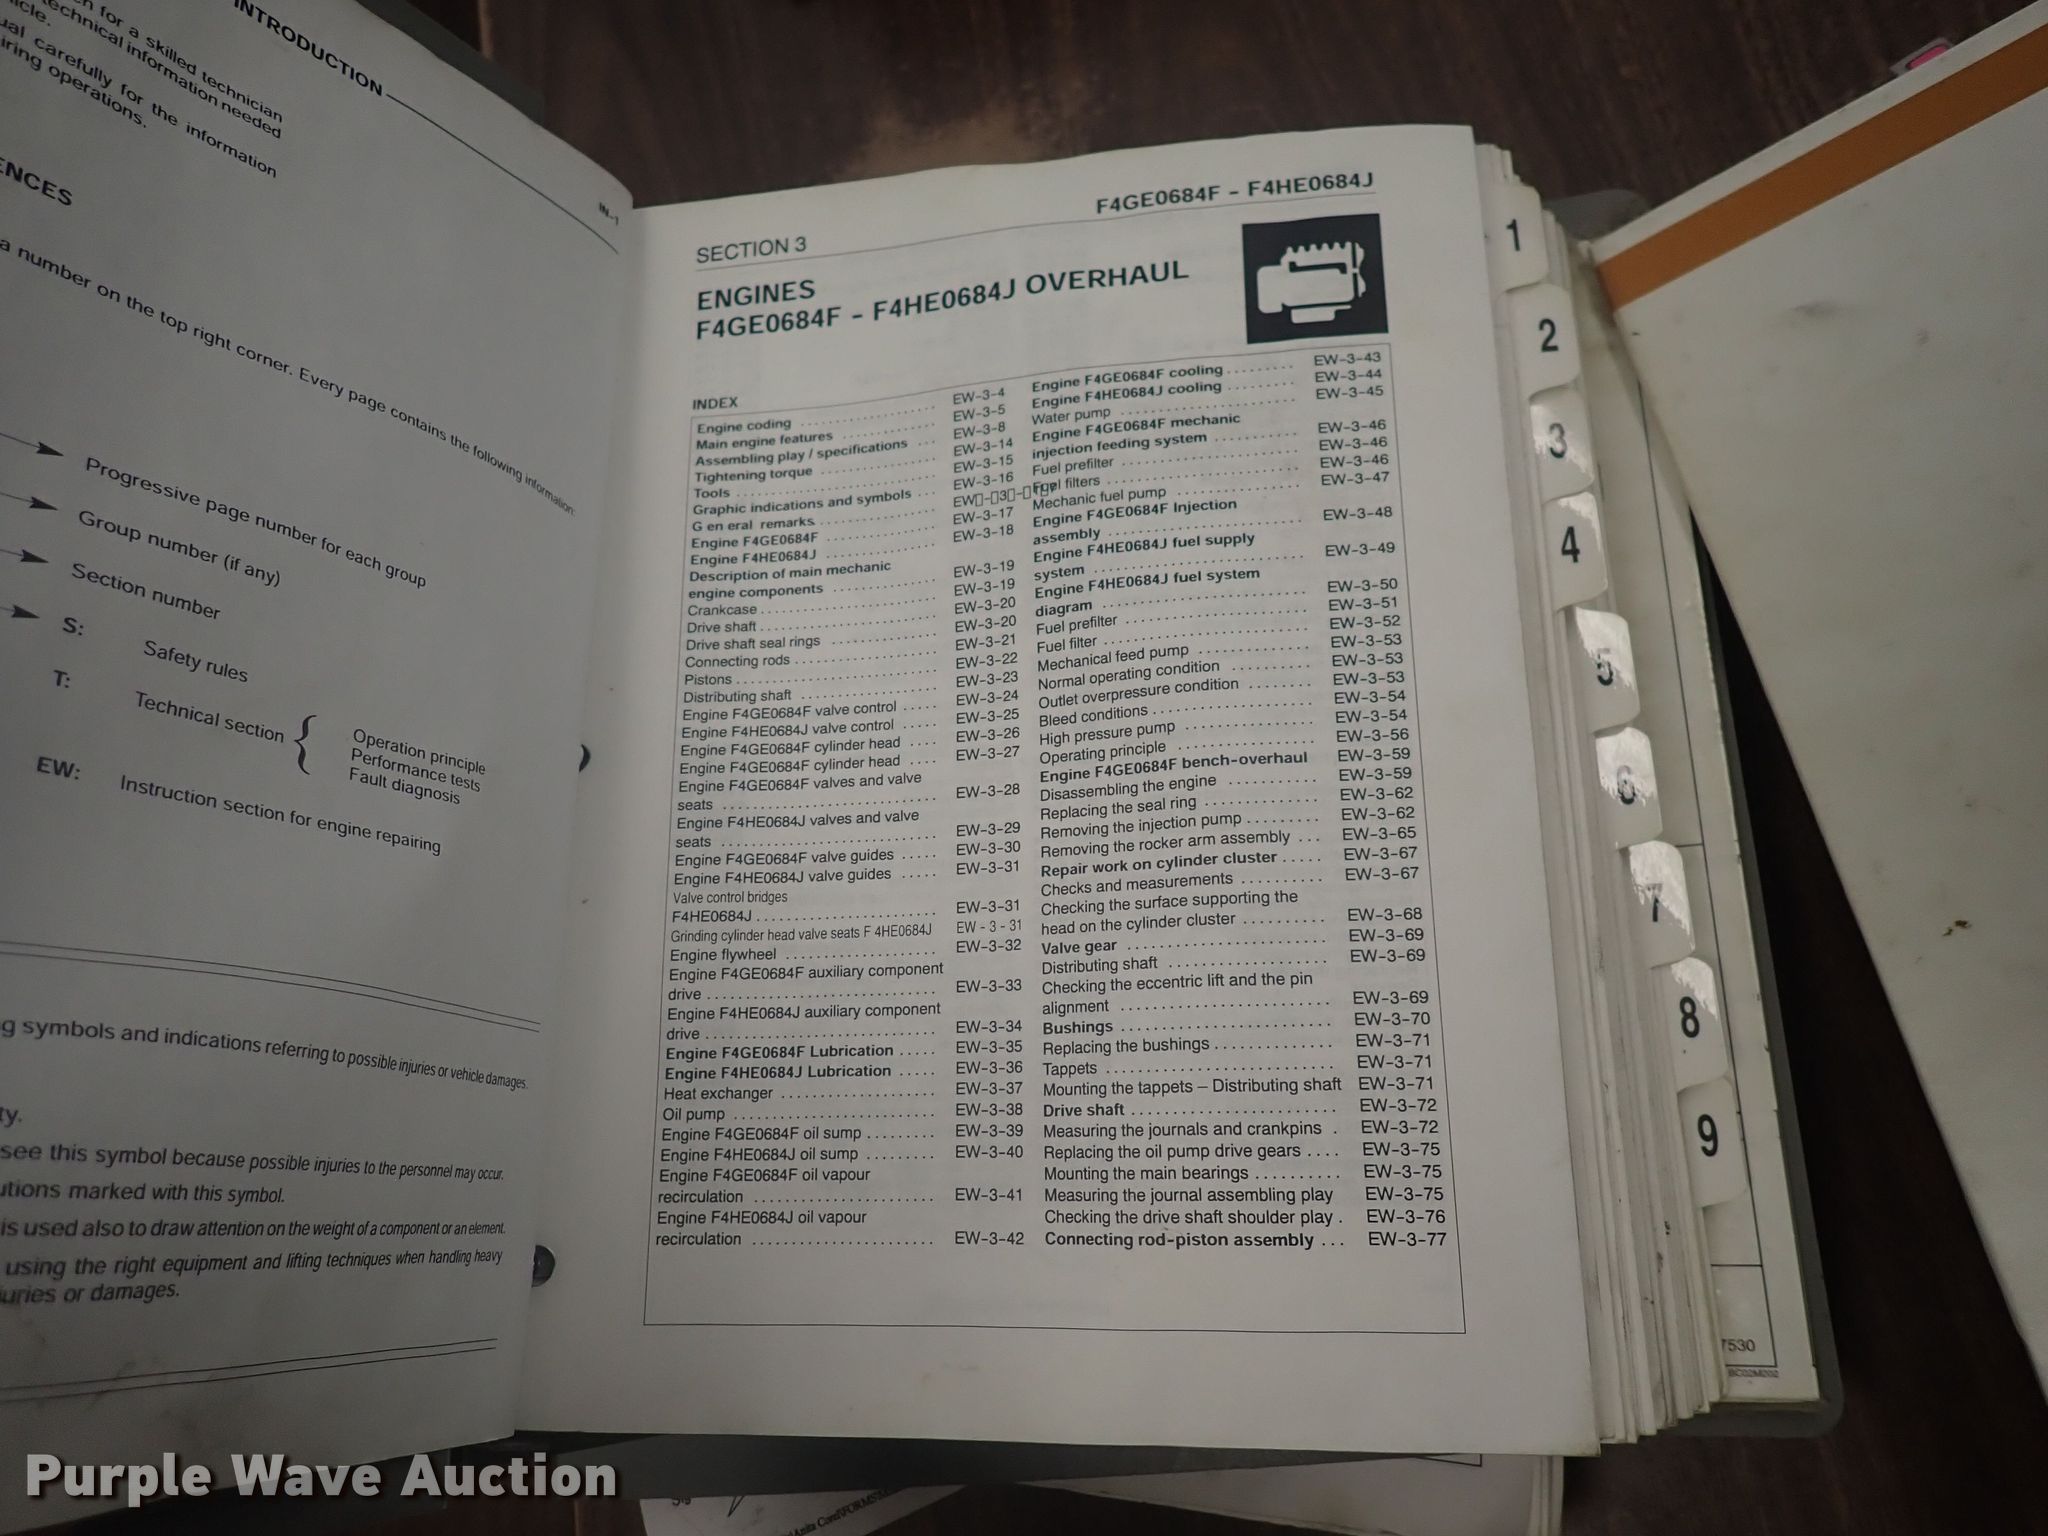 INTRODUCTION
for a skilled technician
technical information needed
carefully for the information
operations.
IN-1
a number on the top right corner. Every page contains the following information:
Progressive page number for each group
Group number (if any)
Section number
S: Safety rules
T: Technical section { Operation principle
Performance tests
Fault diagnosis
EW: Instruction section for engine repairing
symbols and indications referring to possible injuries or vehicle damages.
see this symbol because possible injuries to the personnel may occur.
marked with this symbol.
is used also to draw attention on the weight of a component or an element.
using the right equipment and lifting techniques when handling heavy
or damages.
F4GE0684F - F4HE0684J
SECTION 3
ENGINES
F4GE0684F - F4HE0684J OVERHAUL
INDEX
Engine coding EW-3-4
Main engine features EW-3-5
Assembling play / specifications EW-3-8
Tightening torque EW-3-14
Tools EW-3-15
Graphic indications and symbols EW-3-16
G en eral remarks
Engine F4GE0684F EW-3-17
Engine F4HE0684J EW-3-18
Description of main mechanic
engine components EW-3-19
Crankcase EW-3-19
Drive shaft EW-3-20
Drive shaft seal rings EW-3-20
Connecting rods EW-3-21
Pistons EW-3-22
Distributing shaft EW-3-23
Engine F4GE0684F valve control EW-3-24
Engine F4HE0684J valve control EW-3-25
Engine F4GE0684F cylinder head EW-3-26
Engine F4GE0684F cylinder head EW-3-27
Engine F4GE0684F valves and valve
seats EW-3-28
Engine F4HE0684J valves and valve
seats EW-3-29
Engine F4GE0684F valve guides EW-3-30
Engine F4HE0684J valve guides EW-3-31
Valve control bridges
F4HE0684J EW-3-31
Grinding cylinder head valve seats F 4HE0684J EW - 3 - 31
Engine flywheel EW-3-32
Engine F4GE0684F auxiliary component
drive EW-3-33
Engine F4HE0684J auxiliary component
drive EW-3-34
Engine F4GE0684F Lubrication EW-3-35
Engine F4HE0684J Lubrication EW-3-36
Heat exchanger EW-3-37
Oil pump EW-3-38
Engine F4GE0684F oil sump EW-3-39
Engine F4HE0684J oil sump EW-3-40
Engine F4GE0684F oil vapour
recirculation EW-3-41
Engine F4HE0684J oil vapour
recirculation EW-3-42
Engine F4GE0684F cooling EW-3-43
Engine F4HE0684J cooling EW-3-44
Water pump EW-3-45
Engine F4GE0684F mechanic
injection feeding system EW-3-46
Fuel prefilter EW-3-46
Fuel filters EW-3-46
Mechanic fuel pump EW-3-47
Engine F4GE0684F Injection
assembly EW-3-48
Engine F4HE0684J fuel supply
system EW-3-49
Engine F4HE0684J fuel system
diagram EW-3-50
Fuel prefilter EW-3-51
Fuel filter EW-3-52
Mechanical feed pump EW-3-53
Normal operating condition EW-3-53
Outlet overpressure condition EW-3-53
Bleed conditions EW-3-54
High pressure pump EW-3-54
Operating principle EW-3-56
Engine F4GE0684F bench-overhaul EW-3-59
Disassembling the engine EW-3-59
Replacing the seal ring EW-3-62
Removing the injection pump EW-3-62
Removing the rocker arm assembly EW-3-65
Repair work on cylinder cluster EW-3-67
Checks and measurements EW-3-67
Checking the surface supporting the
head on the cylinder cluster EW-3-68
Valve gear EW-3-69
Distributing shaft EW-3-69
Checking the eccentric lift and the pin
alignment EW-3-69
Bushings EW-3-70
Replacing the bushings EW-3-71
Tappets EW-3-71
Mounting the tappets – Distributing shaft EW-3-71
Drive shaft EW-3-72
Measuring the journals and crankpins EW-3-72
Replacing the oil pump drive gears EW-3-75
Mounting the main bearings EW-3-75
Measuring the journal assembling play EW-3-75
Checking the drive shaft shoulder play EW-3-76
Connecting rod-piston assembly EW-3-77
1
2
3
4
5
6
7
8
9
7530
Purple Wave Auction